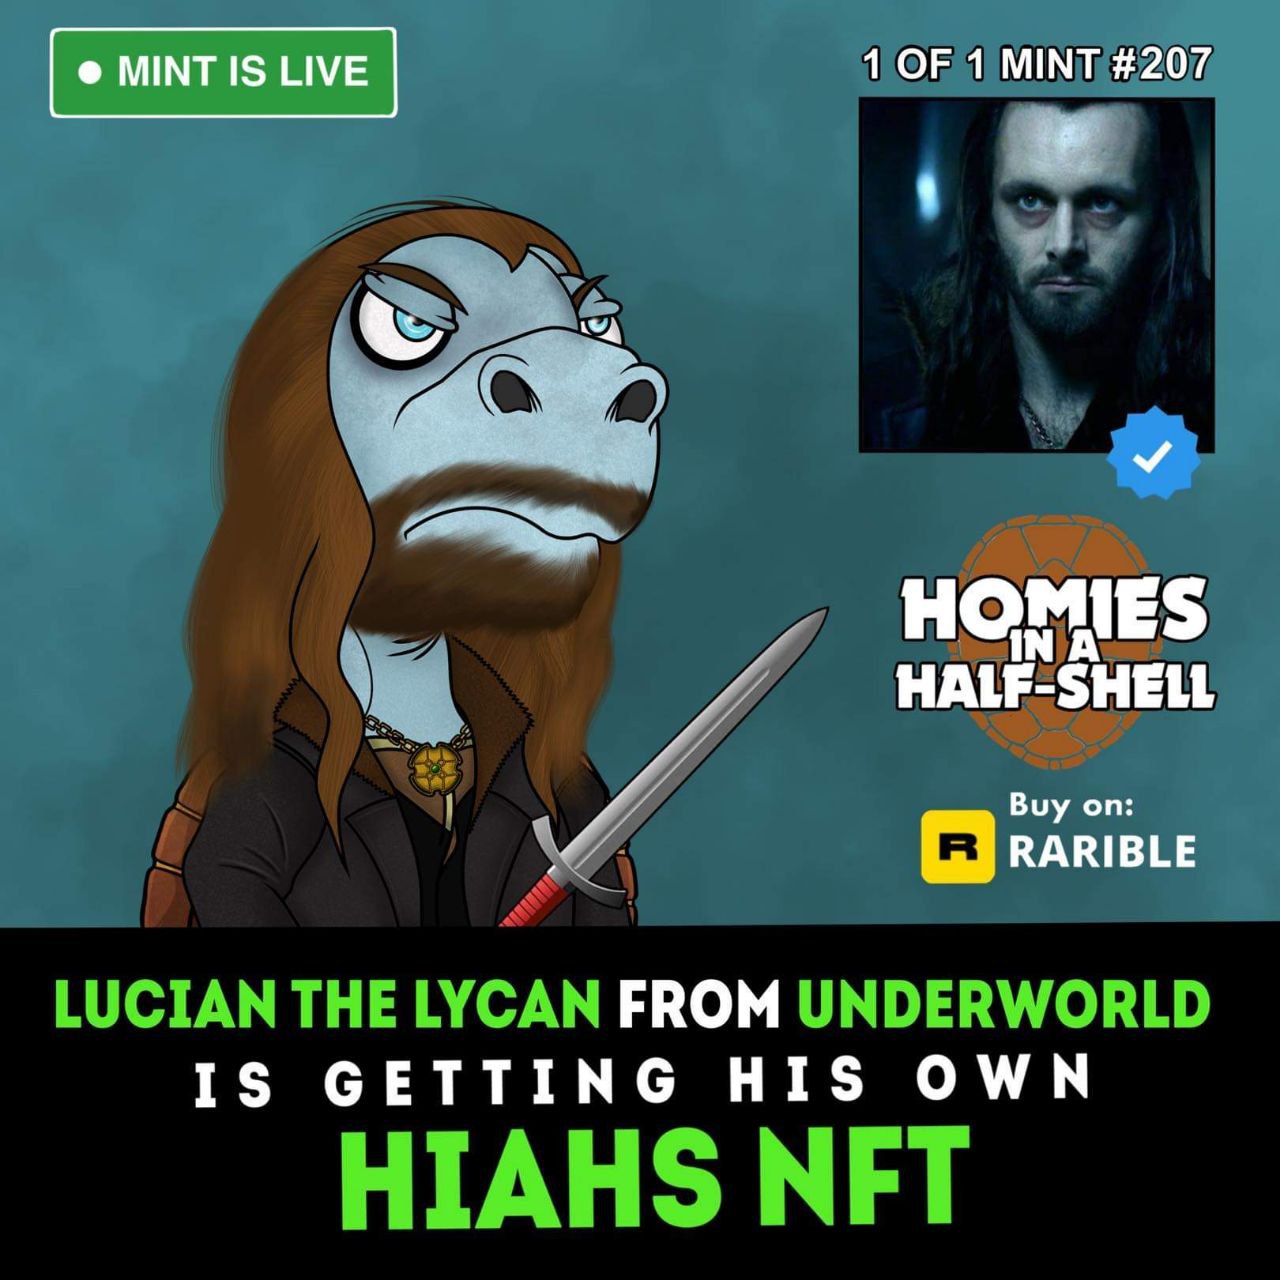 MINT IS LIVE
1 OF 1 MINT #207
HOMIES
IN A
HALF-SHELL
Buy on:
R RARIBLE
LUCIAN THE LYCAN FROM UNDERWORLD
IS GETTING HIS OWN
HIAHS NFT